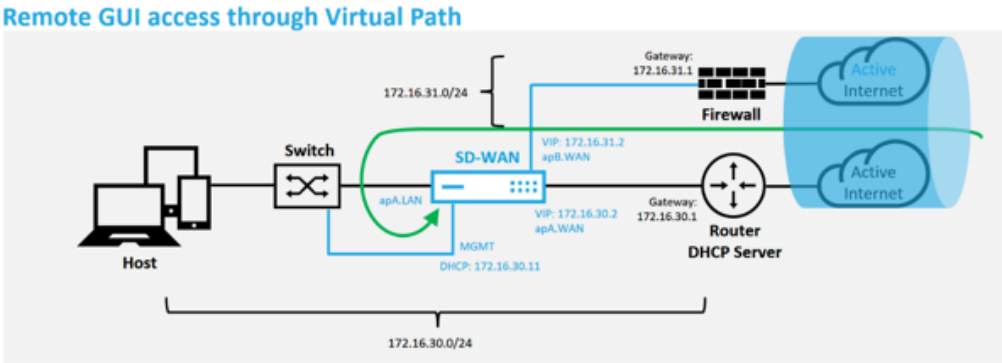 Remote GUI access through Virtual Path
Gateway:
172.16.31.1
Active
Internet
172.16.31.0/24
Firewall
VIP: 172.16.31.2
apB.WAN
Switch
SD-WAN
Active
Internet
apA.LAN
Gateway:
172.16.30.1
VIP: 172.16.30.2
apA.WAN
Router
DHCP Server
MGMT
DHCP: 172.16.30.11
Host
172.16.30.0/24